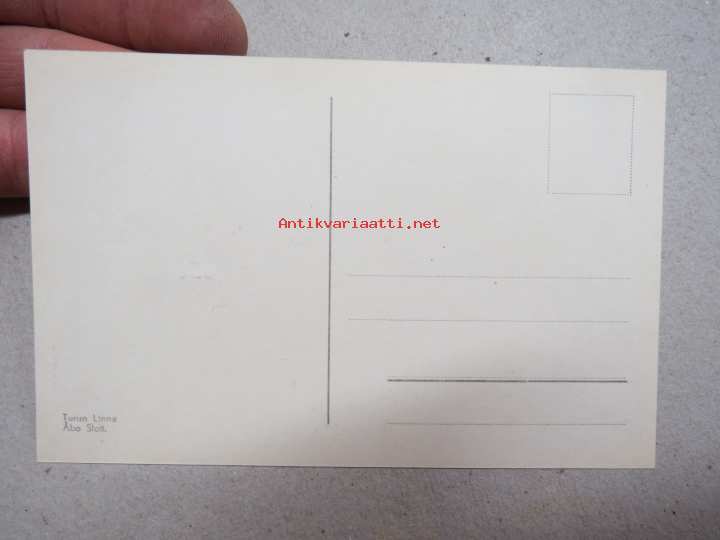 Antikvariaatti.net
Turun Linna
Åbo Slott.